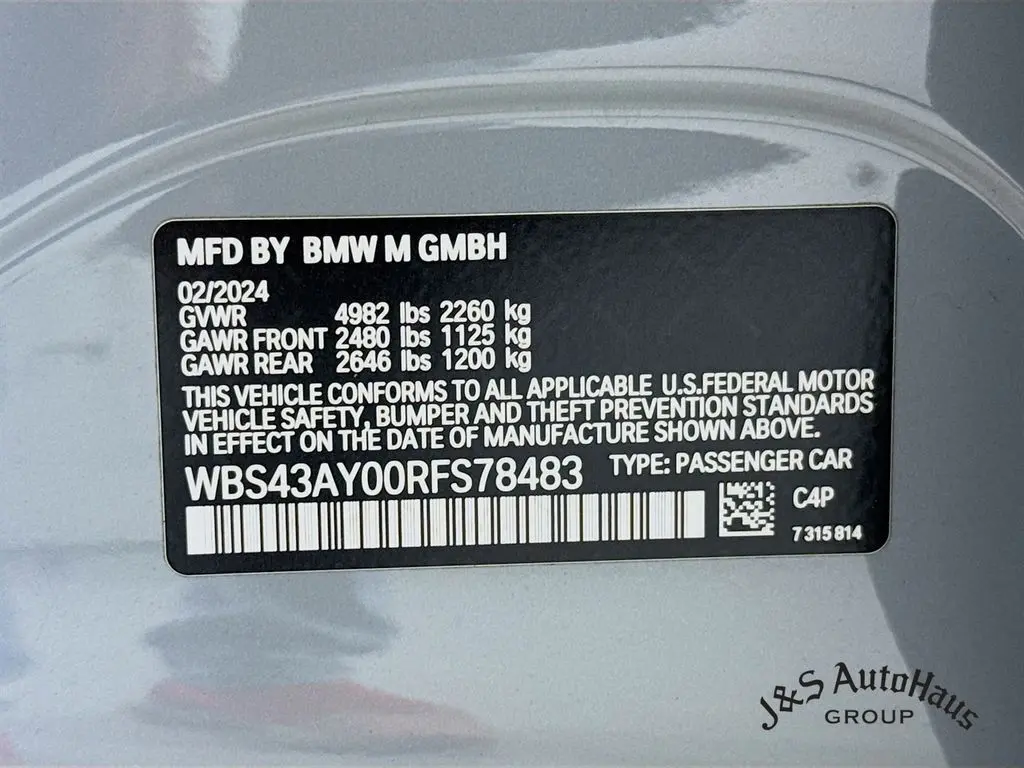 MFD BY BMW M GMBH
02/2024
GVWR 4982 lbs 2260 kg
GAWR FRONT 2480 lbs 1125 kg
GAWR REAR 2646 lbs 1200 kg
THIS VEHICLE CONFORMS TO ALL APPLICABLE U.S.FEDERAL MOTOR
VEHICLE SAFETY, BUMPER AND THEFT PREVENTION STANDARDS
IN EFFECT ON THE DATE OF MANUFACTURE SHOWN ABOVE.
WBS43AY00RFS78483 TYPE: PASSENGER CAR
C4P
7 315 814
J&S AutoHaus
GROUP